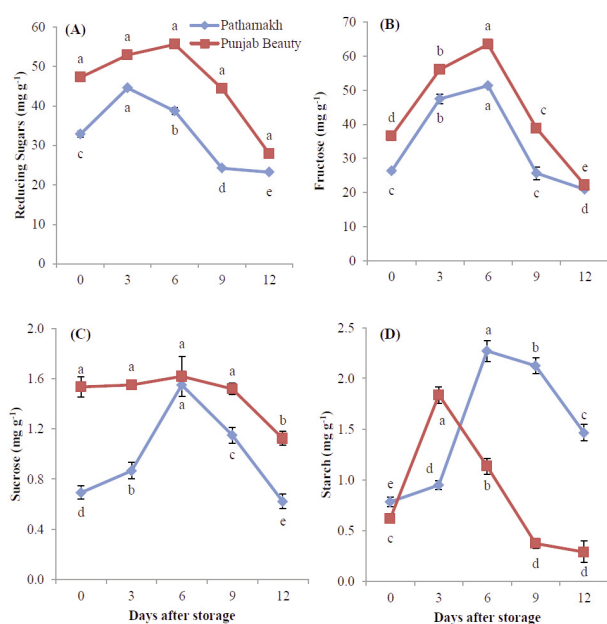 (A)
Patharnakh
Punjab Beauty
Reducing Sugars (mg g-1)
60
50
40
30
20
10
0
a
a
a
a
a
c
a
b
d
e
0 3 6 9 12
(B)
Fructose (mg g-1)
70
60
50
40
30
20
10
0
d
b
a
c
e
c
b
a
c
d
0 3 6 9 12
(C)
Sucrose (mg g-1)
2.0
1.6
1.2
0.8
0.4
0.0
a
a
a
a
b
d
b
a
c
e
0 3 6 9 12
Days after storage
(D)
Starch (mg g-1)
2.5
2.0
1.5
1.0
0.5
0.0
e
d
a
b
c
c
a
b
d
d
0 3 6 9 12
Days after storage